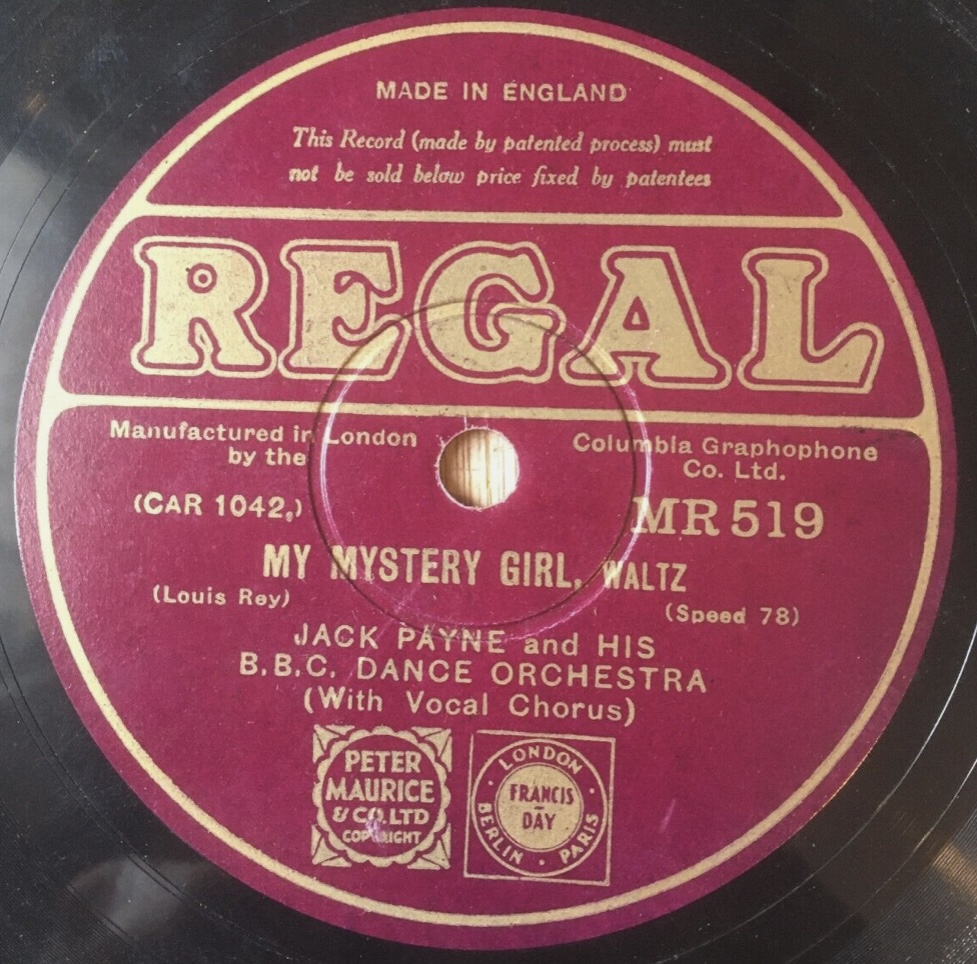 MADE IN ENGLAND
This Record (made by patented process) must
not be sold below price fixed by patentees
REGAL
Manufactured in London
by the
Columbia Graphophone
Co. Ltd.
(CAR 1042.)
MR 519
MY MYSTERY GIRL, WALTZ
(Louis Rey)
(Speed 78)
JACK PAYNE and HIS
B.B.C. DANCE ORCHESTRA
(With Vocal Chorus)
PETER
MAURICE
& CO. LTD
COPYRIGHT
LONDON
FRANCIS
DAY
BERLIN · PARIS